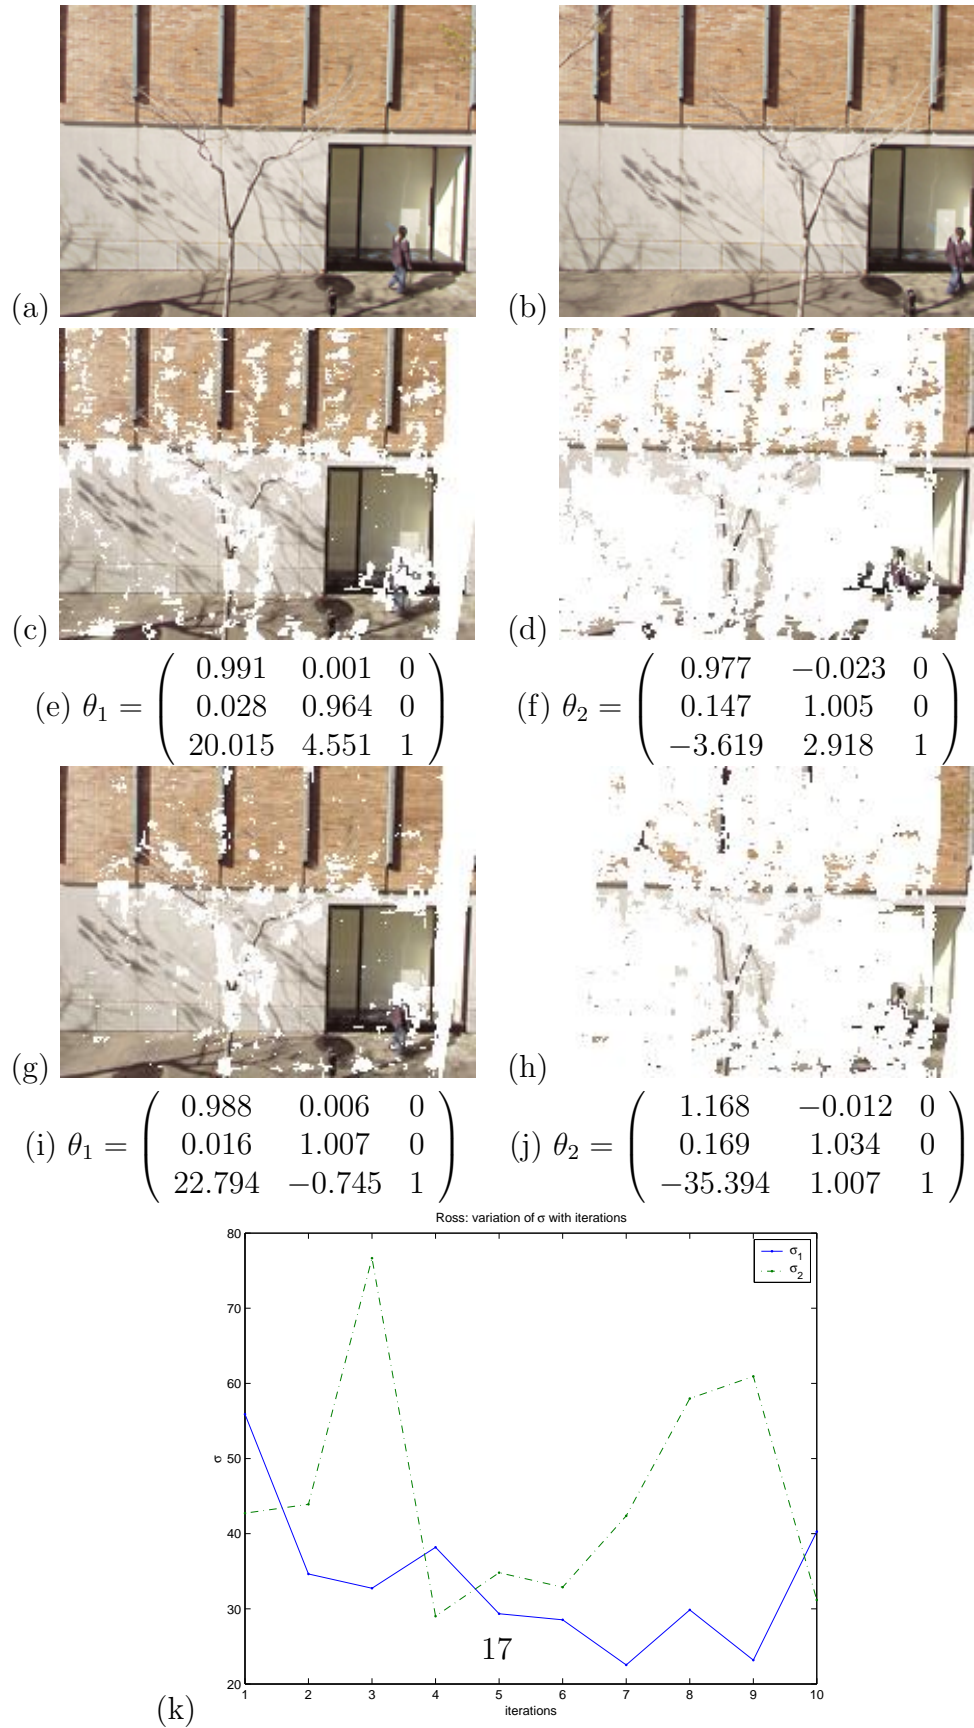 (a) (b)
(c) (d)
(e) θ₁ = ( 0.991 0.001 0
0.028 0.964 0
20.015 4.551 1 )
(f) θ₂ = ( 0.977 −0.023 0
0.147 1.005 0
−3.619 2.918 1 )
(g) (h)
(i) θ₁ = ( 0.988 0.006 0
0.016 1.007 0
22.794 −0.745 1 )
(j) θ₂ = ( 1.168 −0.012 0
0.169 1.034 0
−35.394 1.007 1 )
Ross: variation of σ with iterations
σ₁
σ₂
80
70
60
50
40
30
20
σ
1 2 3 4 5 6 7 8 9 10
iterations
(k)
17